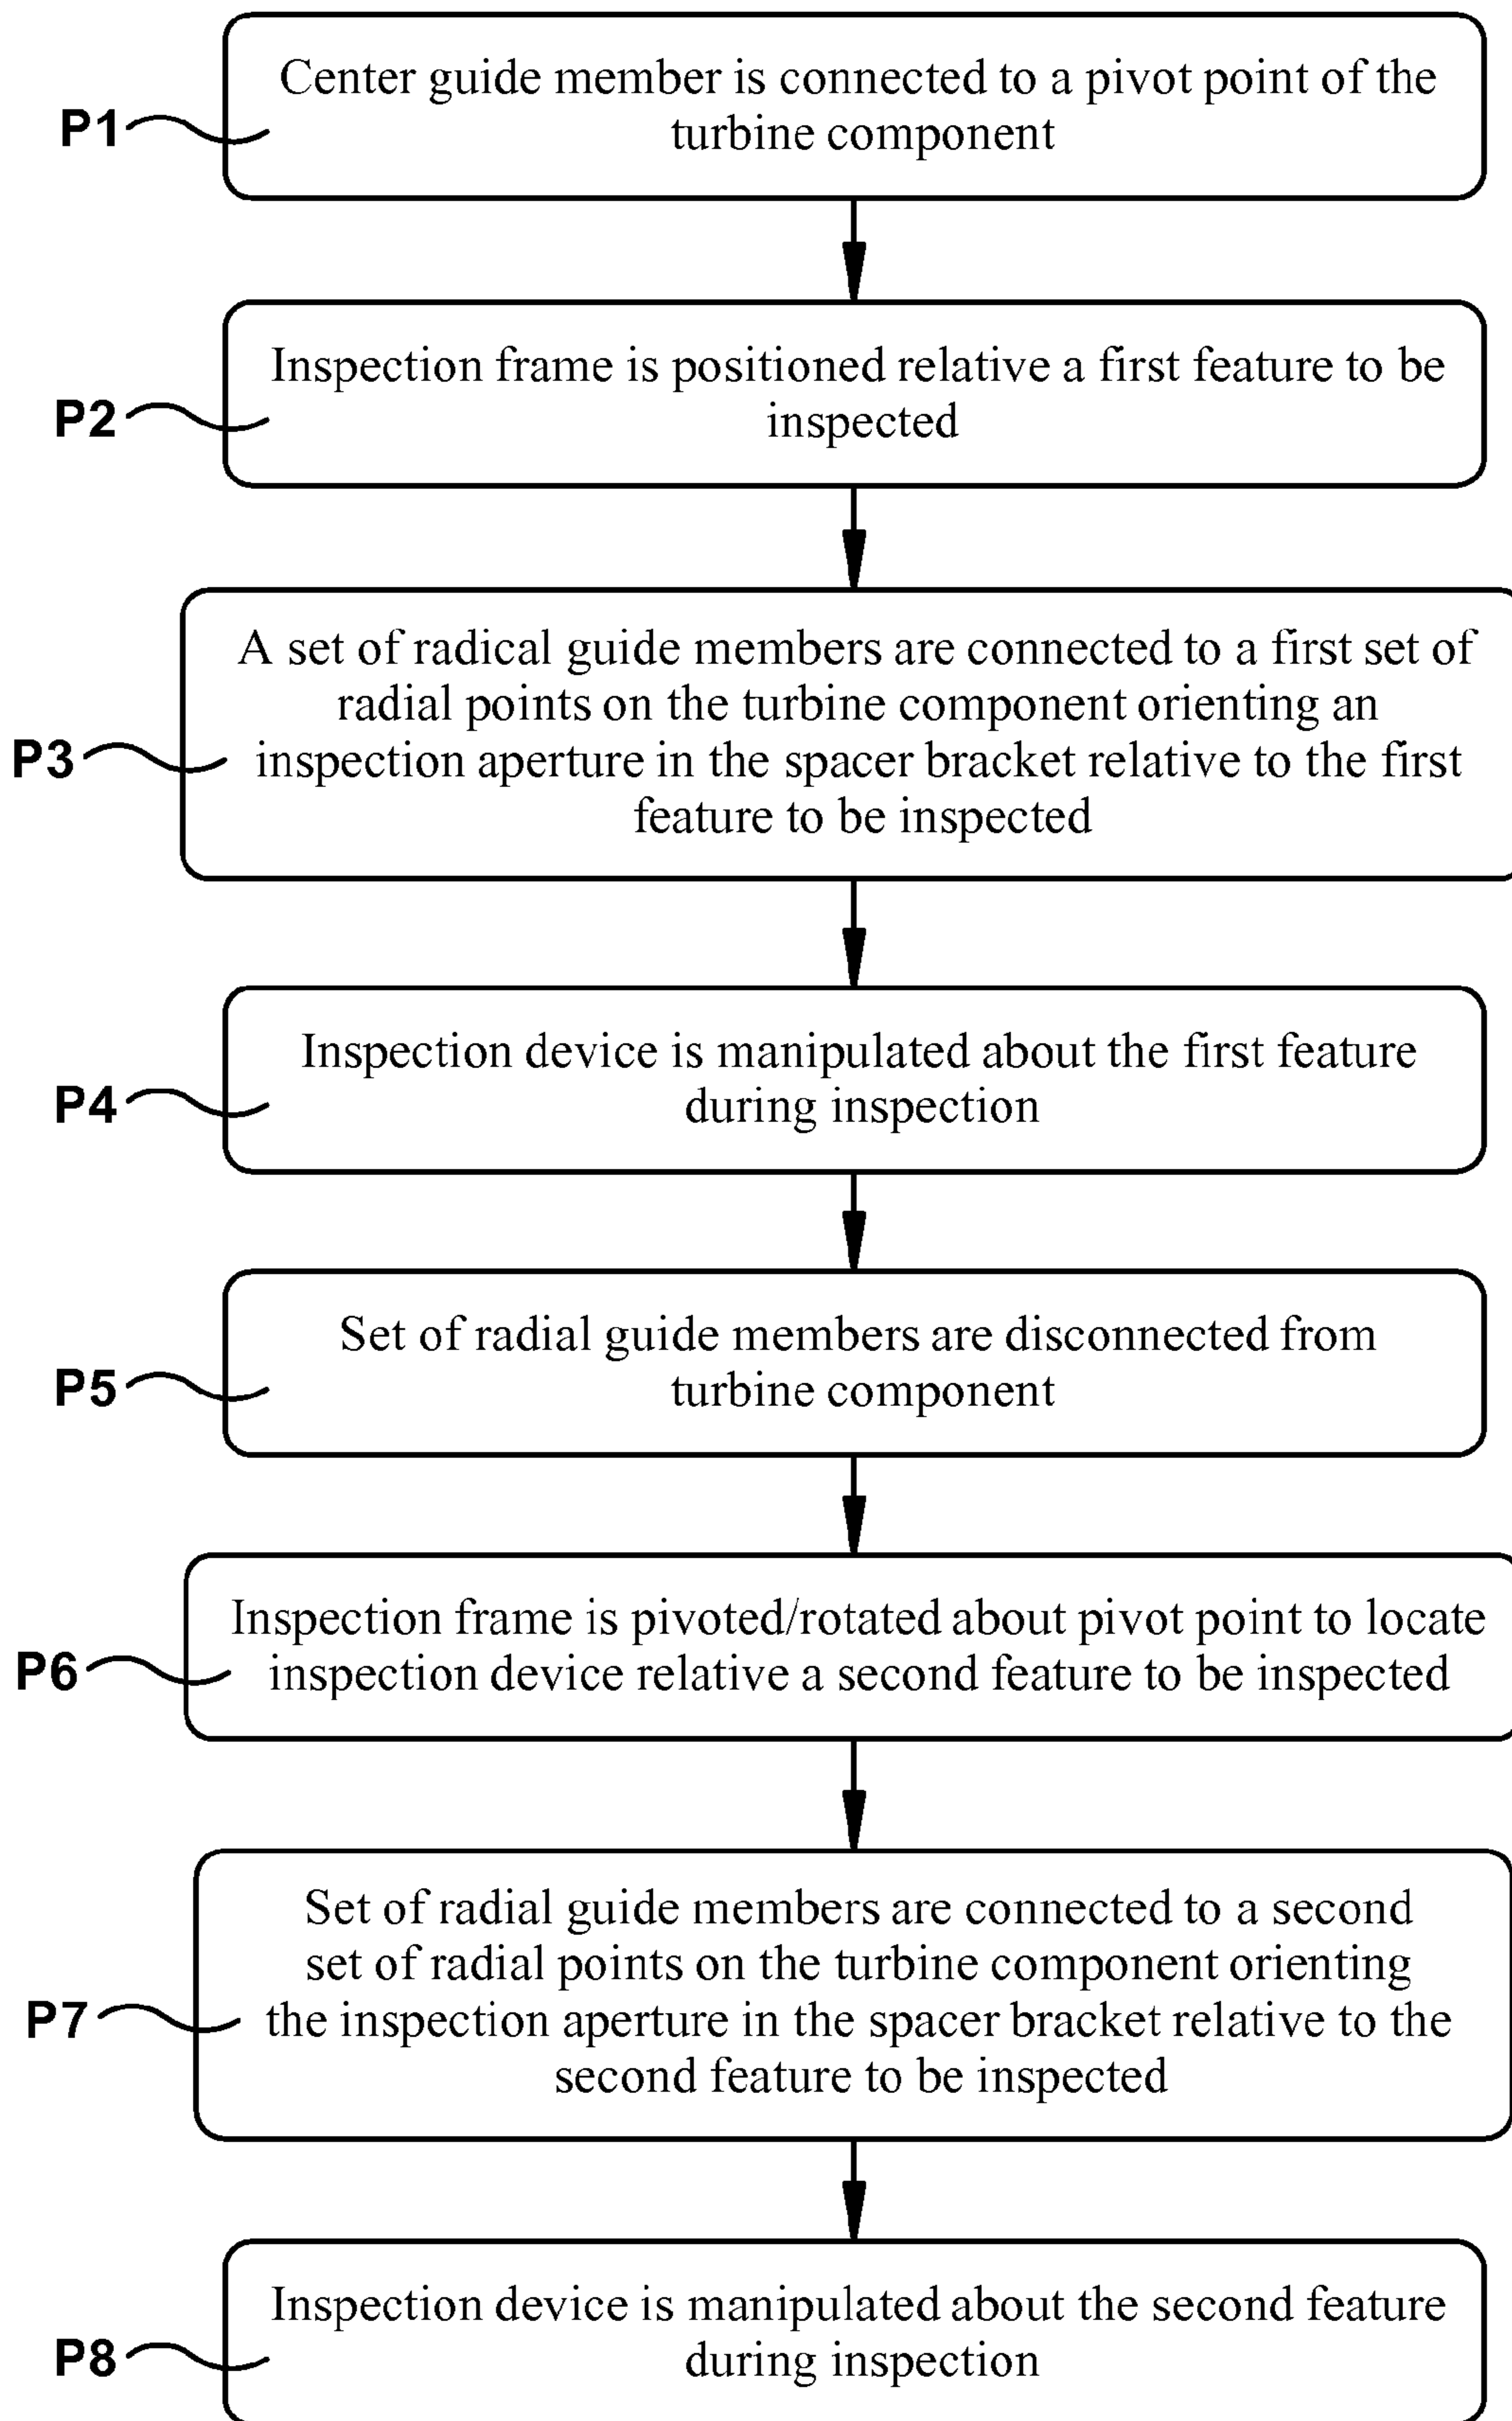 P1
Center guide member is connected to a pivot point of the
turbine component
P2
Inspection frame is positioned relative a first feature to be
inspected
P3
A set of radical guide members are connected to a first set of
radial points on the turbine component orienting an
inspection aperture in the spacer bracket relative to the first
feature to be inspected
P4
Inspection device is manipulated about the first feature
during inspection
P5
Set of radial guide members are disconnected from
turbine component
P6
Inspection frame is pivoted/rotated about pivot point to locate
inspection device relative a second feature to be inspected
P7
Set of radial guide members are connected to a second
set of radial points on the turbine component orienting
the inspection aperture in the spacer bracket relative to the
second feature to be inspected
P8
Inspection device is manipulated about the second feature
during inspection